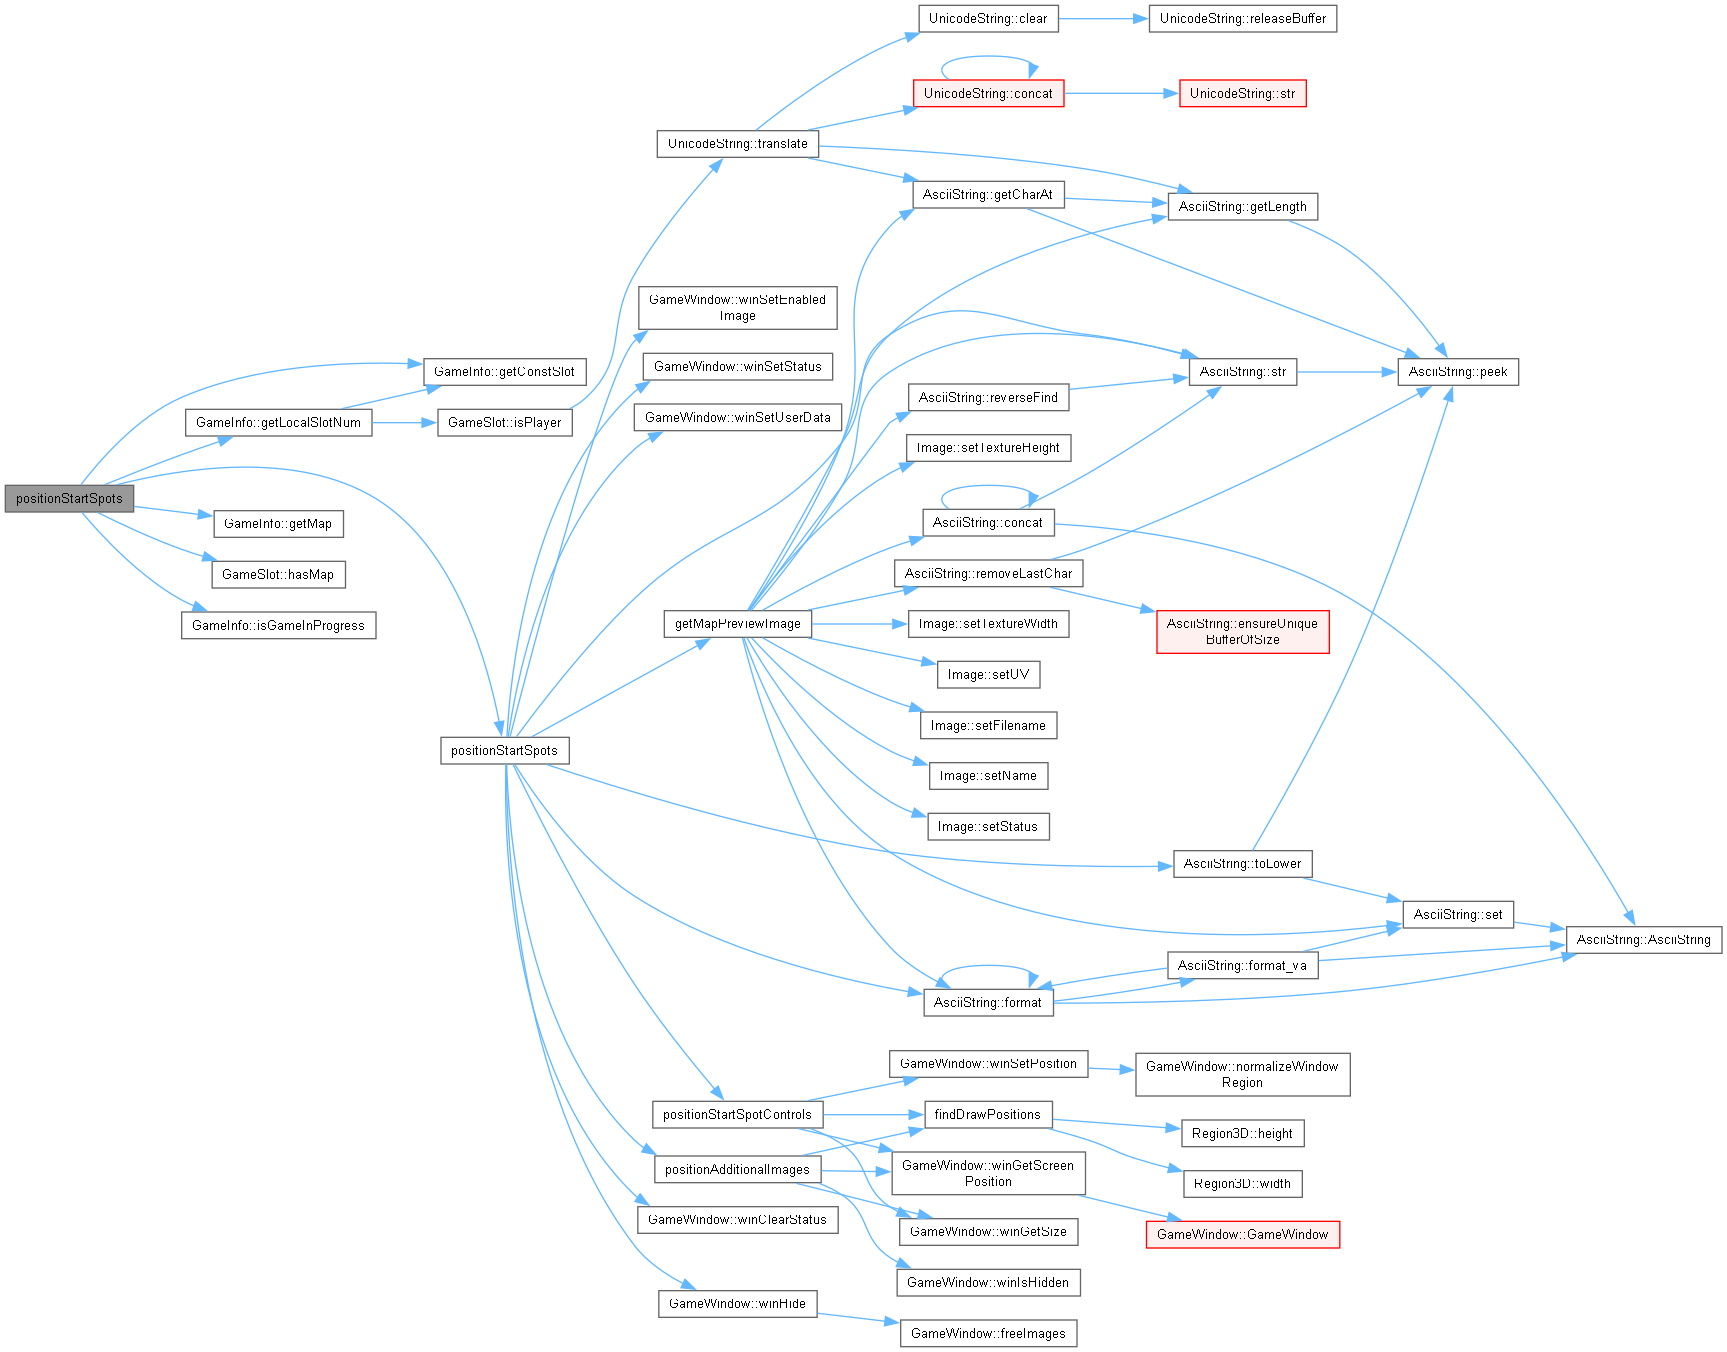 UnicodeString::clear
UnicodeString::releaseBuffer
UnicodeString::concat
UnicodeString::str
UnicodeString::translate
AsciiString::getCharAt
AsciiString::getLength
GameWindow::winSetEnabled
Image
GameWindow::winSetStatus
GameInfo::getConstSlot
AsciiString::str
AsciiString::peek
AsciiString::reverseFind
GameWindow::winSetUserData
GameInfo::getLocalSlotNum
GameSlot::isPlayer
Image::setTextureHeight
positionStartSpots
GameInfo::getMap
AsciiString::concat
GameSlot::hasMap
AsciiString::removeLastChar
GameInfo::isGameInProgress
getMapPreviewImage
Image::setTextureWidth
AsciiString::ensureUnique
BufferOfSize
Image::setUV
Image::setFilename
positionStartSpots
Image::setName
Image::setStatus
AsciiString::toLower
AsciiString::set
AsciiString::AsciiString
AsciiString::format_va
AsciiString::format
GameWindow::winSetPosition
GameWindow::normalizeWindow
Region
positionStartSpotControls
findDrawPositions
Region3D::height
positionAdditionalImages
GameWindow::winGetScreen
Position
Region3D::width
GameWindow::winClearStatus
GameWindow::winGetSize
GameWindow::GameWindow
GameWindow::winIsHidden
GameWindow::winHide
GameWindow::freeImages